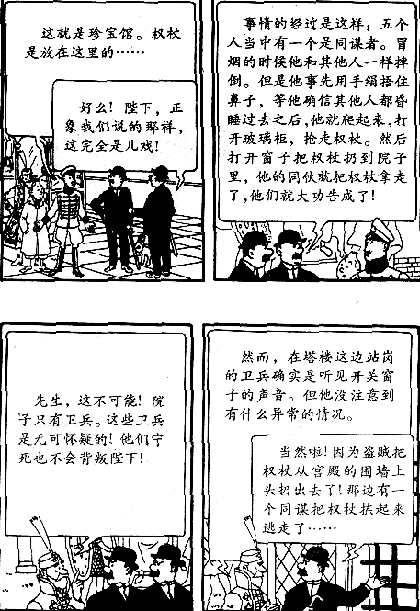 这就是珍宝馆。权杖
是放在这里的……
好么！陛下，正
象我们说的那样，
这完全是儿戏！
事情的经过是这样：五个
人当中有一个是同谋者。冒
烟的时候他和其他人一样摔
倒。但是他事先用手绢捂住
鼻子，等他确信其他人都昏
睡过去之后，他就爬起来，打
开玻璃柜，抢走权杖。然后
打开窗子把权杖扔到院子
里，他的同伙就把权杖拿走
了，他们就大功告成了！
先生，这不可能！院
子只有卫兵。这些卫兵
是无可怀疑的！他们宁
死也不会背叛陛下！
然而，在塔楼这边站岗
的卫兵确实是听见开关窗
子的声音。但他没注意到
有什么异常的情况。
当然啦！因为盗贼把
权杖从宫殿的围墙上
头扔出去了！那边有一
个同谋把权杖扶起来
逃走了……